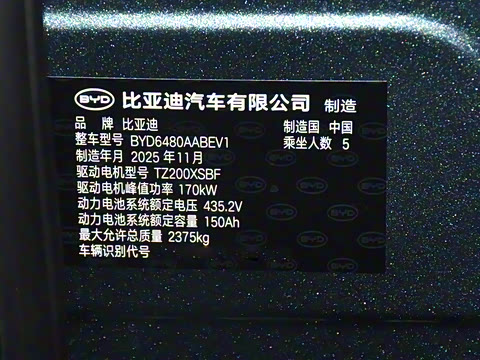 BYD 比亚迪汽车有限公司 制造
品 牌 比亚迪 制造国 中国
整车型号 BYD6480AABEV1 乘坐人数 5
制造年月 2025年11月
驱动电机型号 TZ200XSBF
驱动电机峰值功率 170kW
动力电池系统额定电压 435.2V
动力电池系统额定容量 150Ah
最大允许总质量 2375kg
车辆识别代号